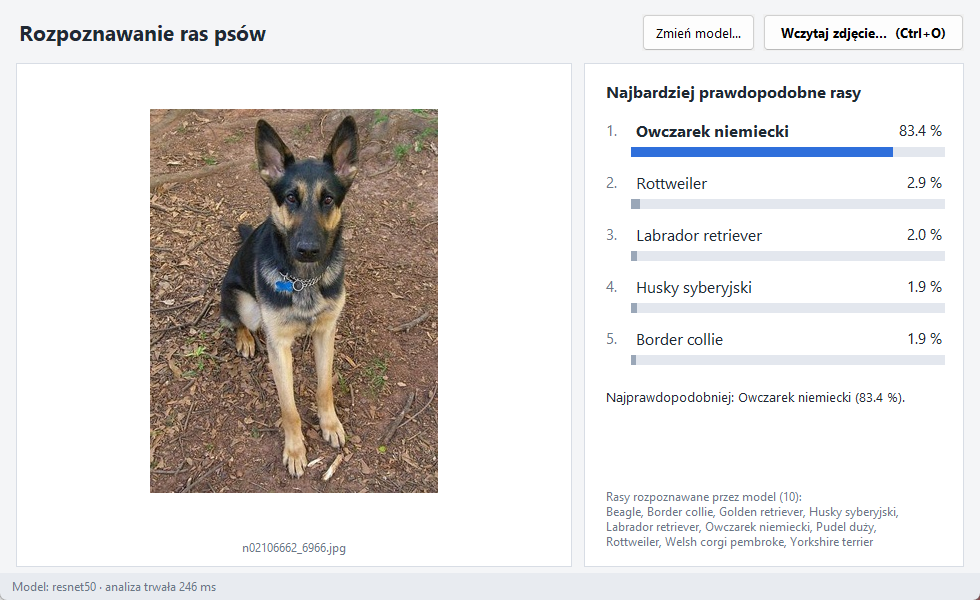 Rozpoznawanie ras psów
Zmień model...
Wczytaj zdjęcie... (Ctrl+O)
Najbardziej prawdopodobne rasy
1. Owczarek niemiecki 83.4 %
2. Rottweiler 2.9 %
3. Labrador retriever 2.0 %
4. Husky syberyjski 1.9 %
5. Border collie 1.9 %
Najprawdopodobniej: Owczarek niemiecki (83.4 %).
Rasy rozpoznawane przez model (10):
Beagle, Border collie, Golden retriever, Husky syberyjski,
Labrador retriever, Owczarek niemiecki, Pudel duży,
Rottweiler, Welsh corgi pembroke, Yorkshire terrier
n02106662_6966.jpg
Model: resnet50 · analiza trwała 246 ms